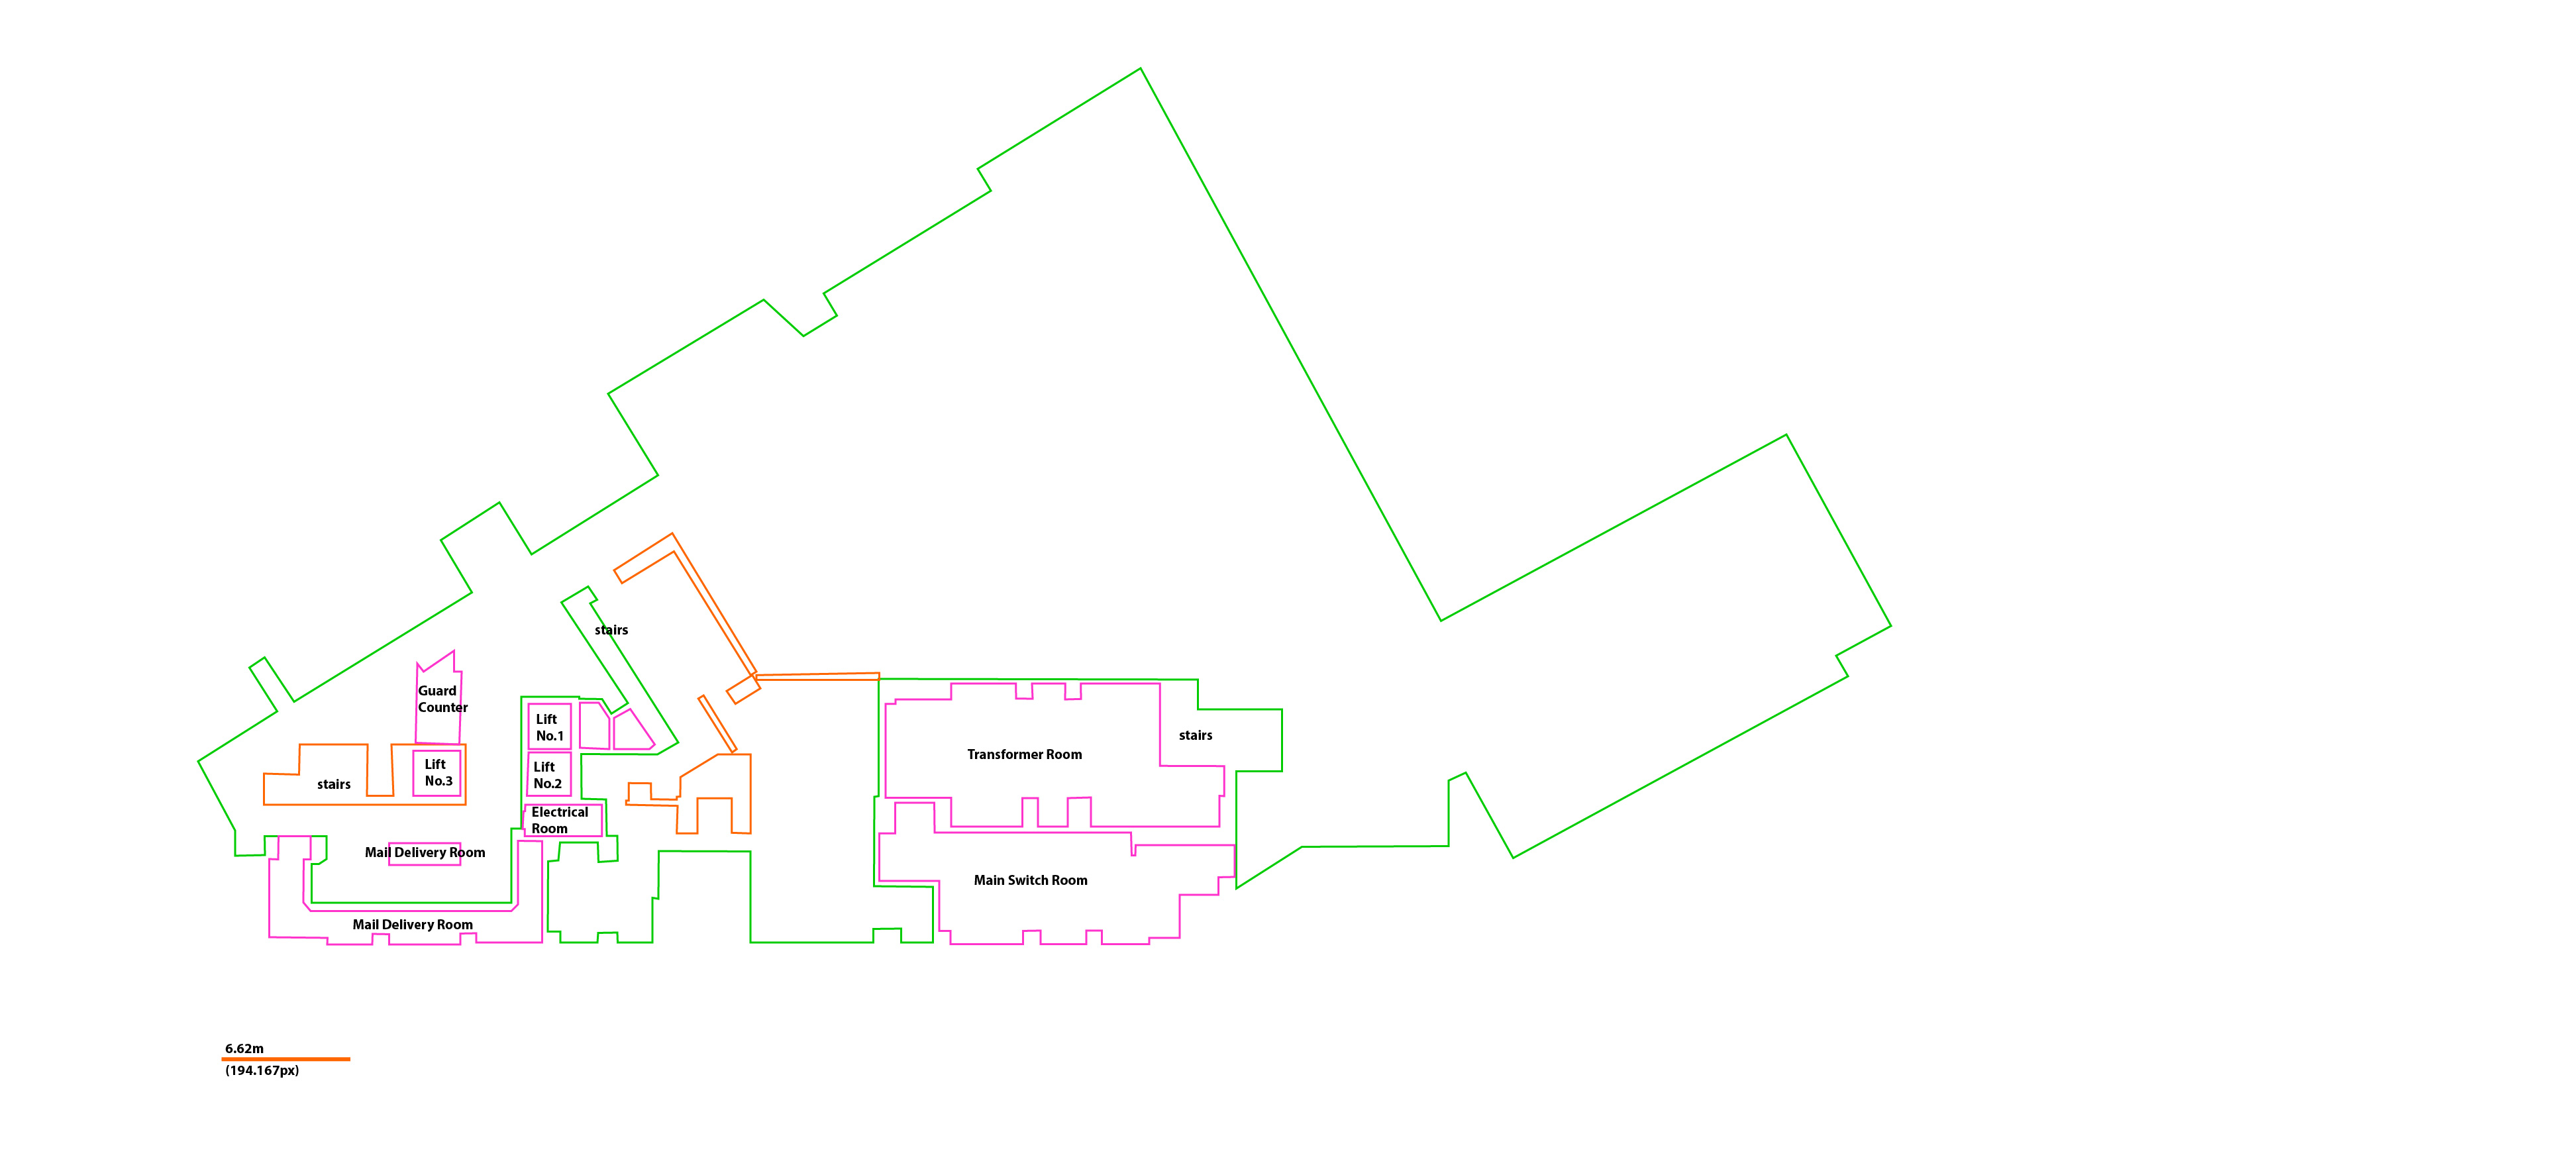 stairs
Guard
Counter
Lift
No.1
stairs
Transformer Room
Lift
No.3
Lift
No.2
stairs
Electrical
Room
Mail Delivery Room
Main Switch Room
Mail Delivery Room
6.62m
(194.167px)